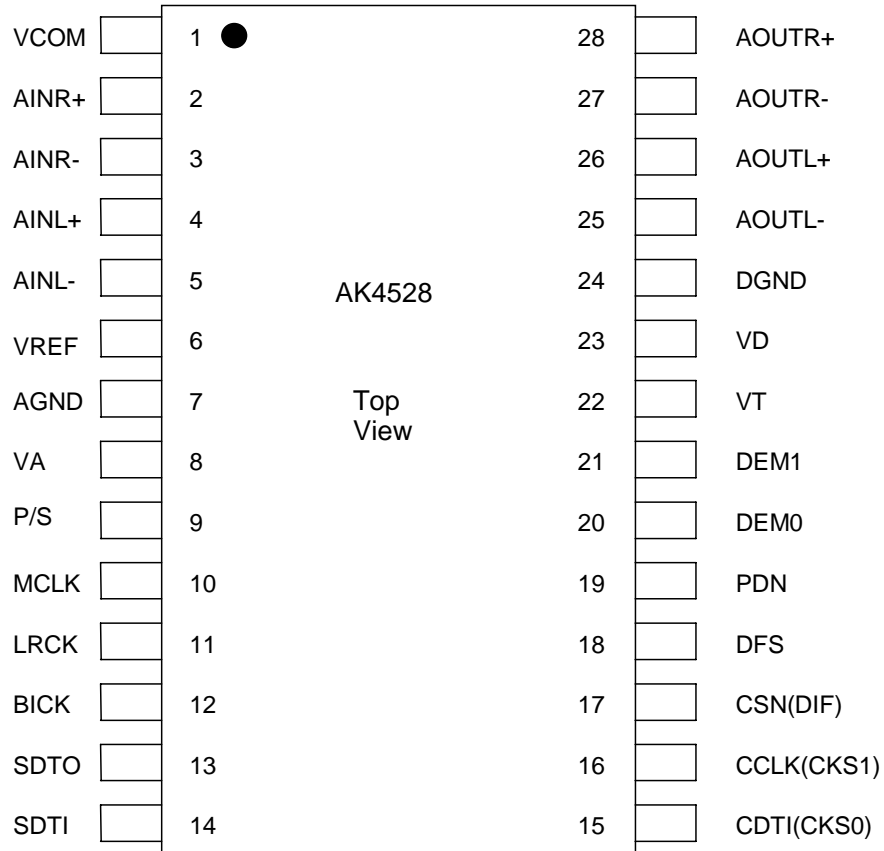 VCOM 1 28 AOUTR+
AINR+ 2 27 AOUTR-
AINR- 3 26 AOUTL+
AINL+ 4 25 AOUTL-
AINL- 5 24 DGND
AK4528
VREF 6 23 VD
AGND 7 22 VT
Top
View
VA 8 21 DEM1
P/S 9 20 DEM0
MCLK 10 19 PDN
LRCK 11 18 DFS
BICK 12 17 CSN(DIF)
SDTO 13 16 CCLK(CKS1)
SDTI 14 15 CDTI(CKS0)